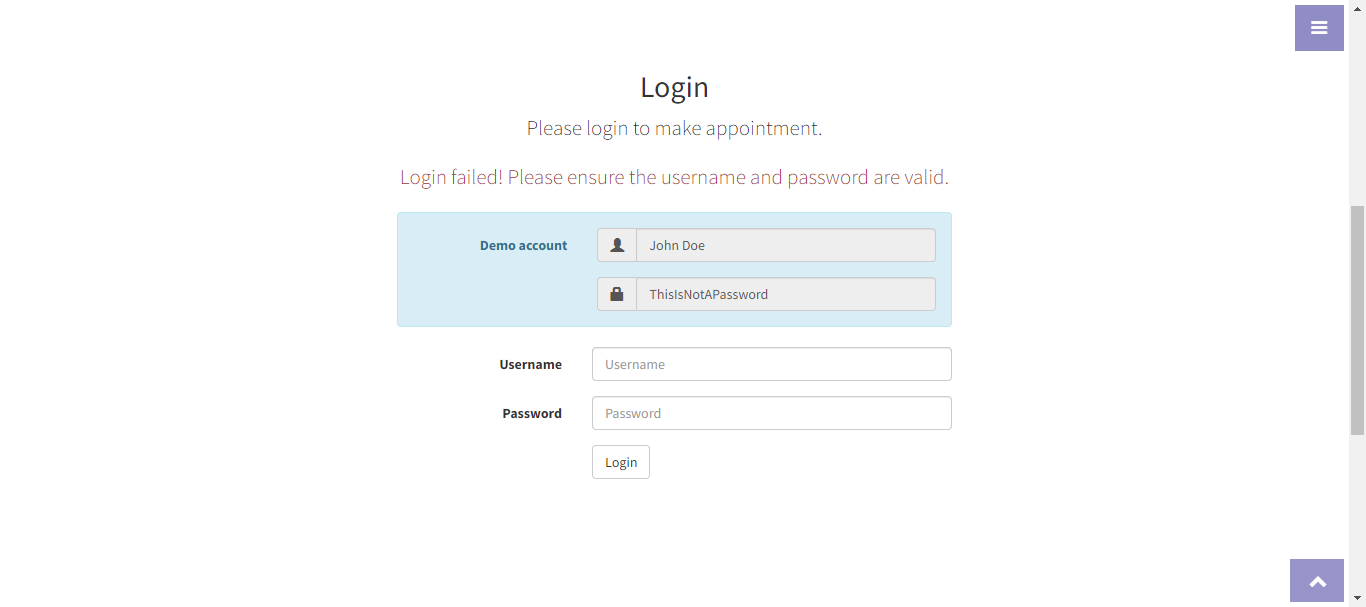 Login
Please login to make appointment.
Login failed! Please ensure the username and password are valid.
Demo account
John Doe
ThisIsNotAPassword
Username
Username
Password
Password
Login